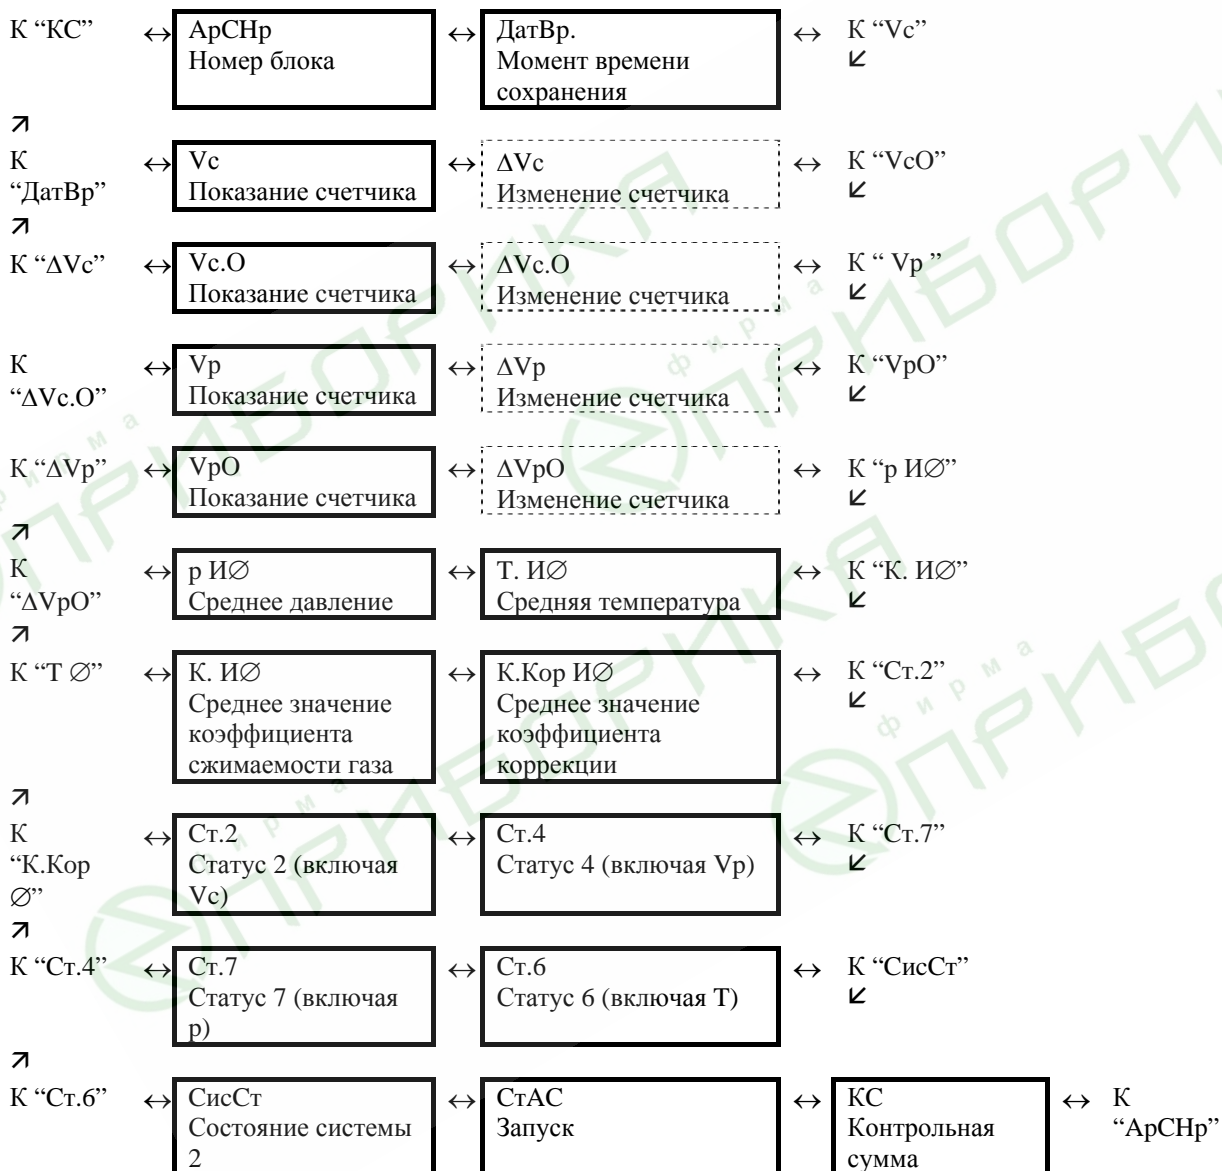 К “КС” ↔ АрСНр ↔ ДатВр. ↔ К “Vc”
Номер блока Момент времени ↙
сохранения
↗
К ↔ Vc ↔ ΔVc ↔ К “VcO”
“ДатВр” Показание счетчика Изменение счетчика ↙
↗
К “ΔVc” ↔ Vc.O ↔ ΔVc.O ↔ К “ Vp ”
Показание счетчика Изменение счетчика ↙
К ↔ Vp ↔ ΔVp ↔ К “VpO”
“ΔVc.O” Показание счетчика Изменение счетчика ↙
К “ΔVp” ↔ VpO ↔ ΔVpO ↔ К “р И∅”
Показание счетчика Изменение счетчика ↙
↗
К ↔ р И∅ ↔ Т. И∅ ↔ К “К. И∅”
“ΔVpO” Среднее давление Средняя температура ↙
↗
К “Т ∅” ↔ К. И∅ ↔ К.Кор И∅ ↔ К “Ст.2”
Среднее значение Среднее значение ↙
коэффициента коэффициента
сжимаемости газа коррекции
↗
К ↔ Ст.2 ↔ Ст.4 ↔ К “Ст.7”
“К.Кор Статус 2 (включая Статус 4 (включая Vp) ↙
∅” Vc)
↗
К “Ст.4” ↔ Ст.7 ↔ Ст.6 ↔ К “СисСт”
Статус 7 (включая Статус 6 (включая Т) ↙
р)
↗
К “Ст.6” ↔ СисСт ↔ СтАС ↔ КС ↔ К
Состояние системы Запуск Контрольная “АрСНр”
2 сумма
фирма
ПРИБОРИКА